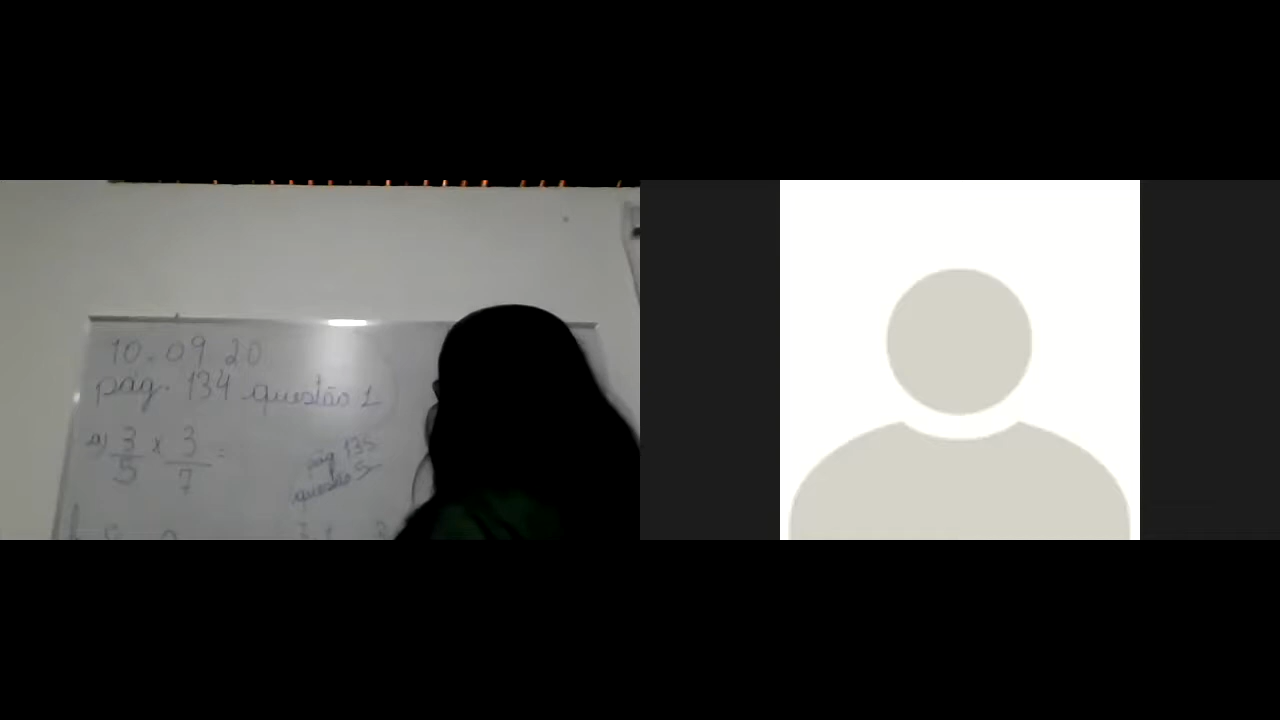 10.09 20
pág. 134 questão 1
a) 3/5 x 3/7 =
pág 135
questão 5